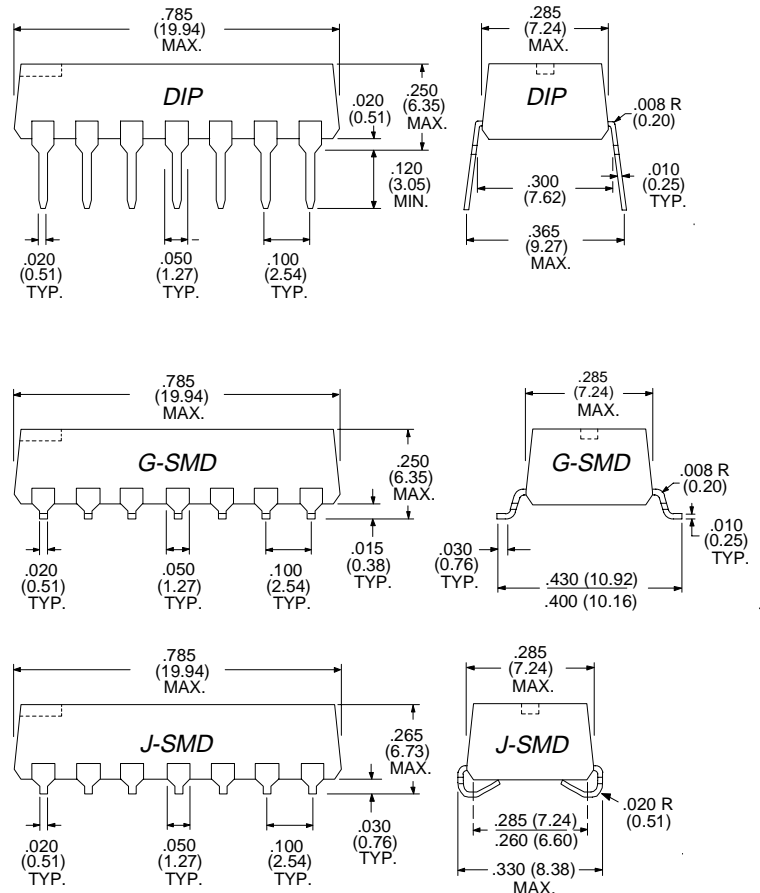 .785
(19.94)
MAX.
DIP
.020
(0.51)
.250
(6.35)
MAX.
.120
(3.05)
MIN.
.020
(0.51)
TYP.
.050
(1.27)
TYP.
.100
(2.54)
TYP.
.285
(7.24)
MAX.
DIP
.008 R
(0.20)
.010
(0.25)
TYP.
.300
(7.62)
.365
(9.27)
MAX.
.785
(19.94)
MAX.
G-SMD
.250
(6.35)
MAX.
.015
(0.38)
TYP.
.020
(0.51)
TYP.
.050
(1.27)
TYP.
.100
(2.54)
TYP.
.285
(7.24)
MAX.
G-SMD
.008 R
(0.20)
.010
(0.25)
TYP.
.030
(0.76)
TYP.
.430 (10.92)
.400 (10.16)
.785
(19.94)
MAX.
J-SMD
.265
(6.73)
MAX.
.030
(0.76)
TYP.
.020
(0.51)
TYP.
.050
(1.27)
TYP.
.100
(2.54)
TYP.
.285
(7.24)
MAX.
J-SMD
.020 R
(0.51)
.285 (7.24)
.260 (6.60)
.330 (8.38)
MAX.